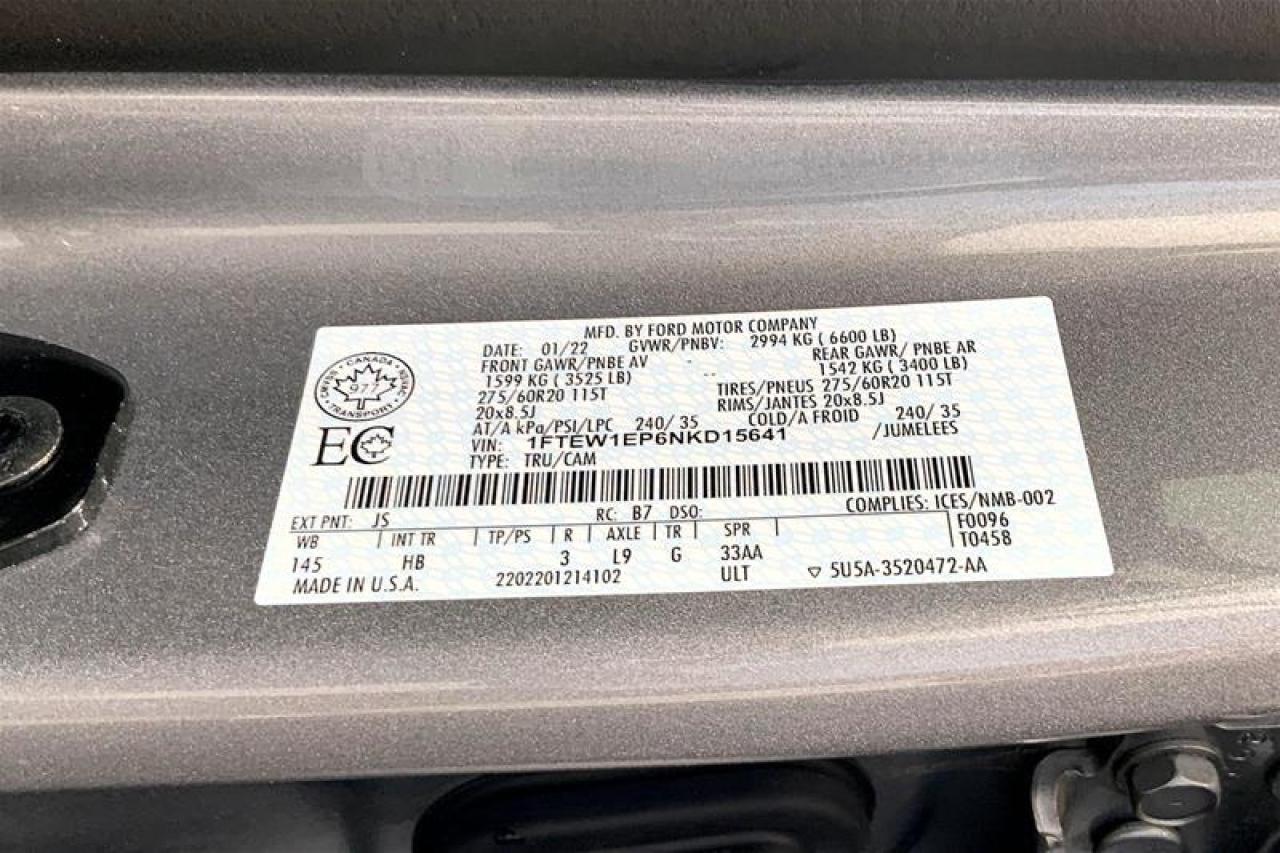 MFD. BY FORD MOTOR COMPANY
DATE: 01/22 GVWR/PNBV: 2994 KG ( 6600 LB)
FRONT GAWR/PNBE AV - REAR GAWR/ PNBE AR
1599 KG ( 3525 LB) -- 1542 KG ( 3400 LB)
275/60R20 115T TIRES/PNEUS 275/60R20 115T
20x8.5J RIMS/JANTES 20x8.5J
AT/A kPa/PSI/LPC 240/ 35 COLD/A FROID 240/ 35
VIN: 1FTEW1EP6NKD15641 /JUMELEES
TYPE: TRU/CAM
CANADA
977
TRANSPORT
EC
EXT PNT: JS RC: B7 DSO: COMPLIES: ICES/NMB-002
WB | INT TR | TP/PS | R | AXLE | TR | SPR | F0096
145 HB 3 L9 G 33AA T0458
MADE IN U.S.A. 2202201214102 ULT ▽ 5U5A-3520472-AA